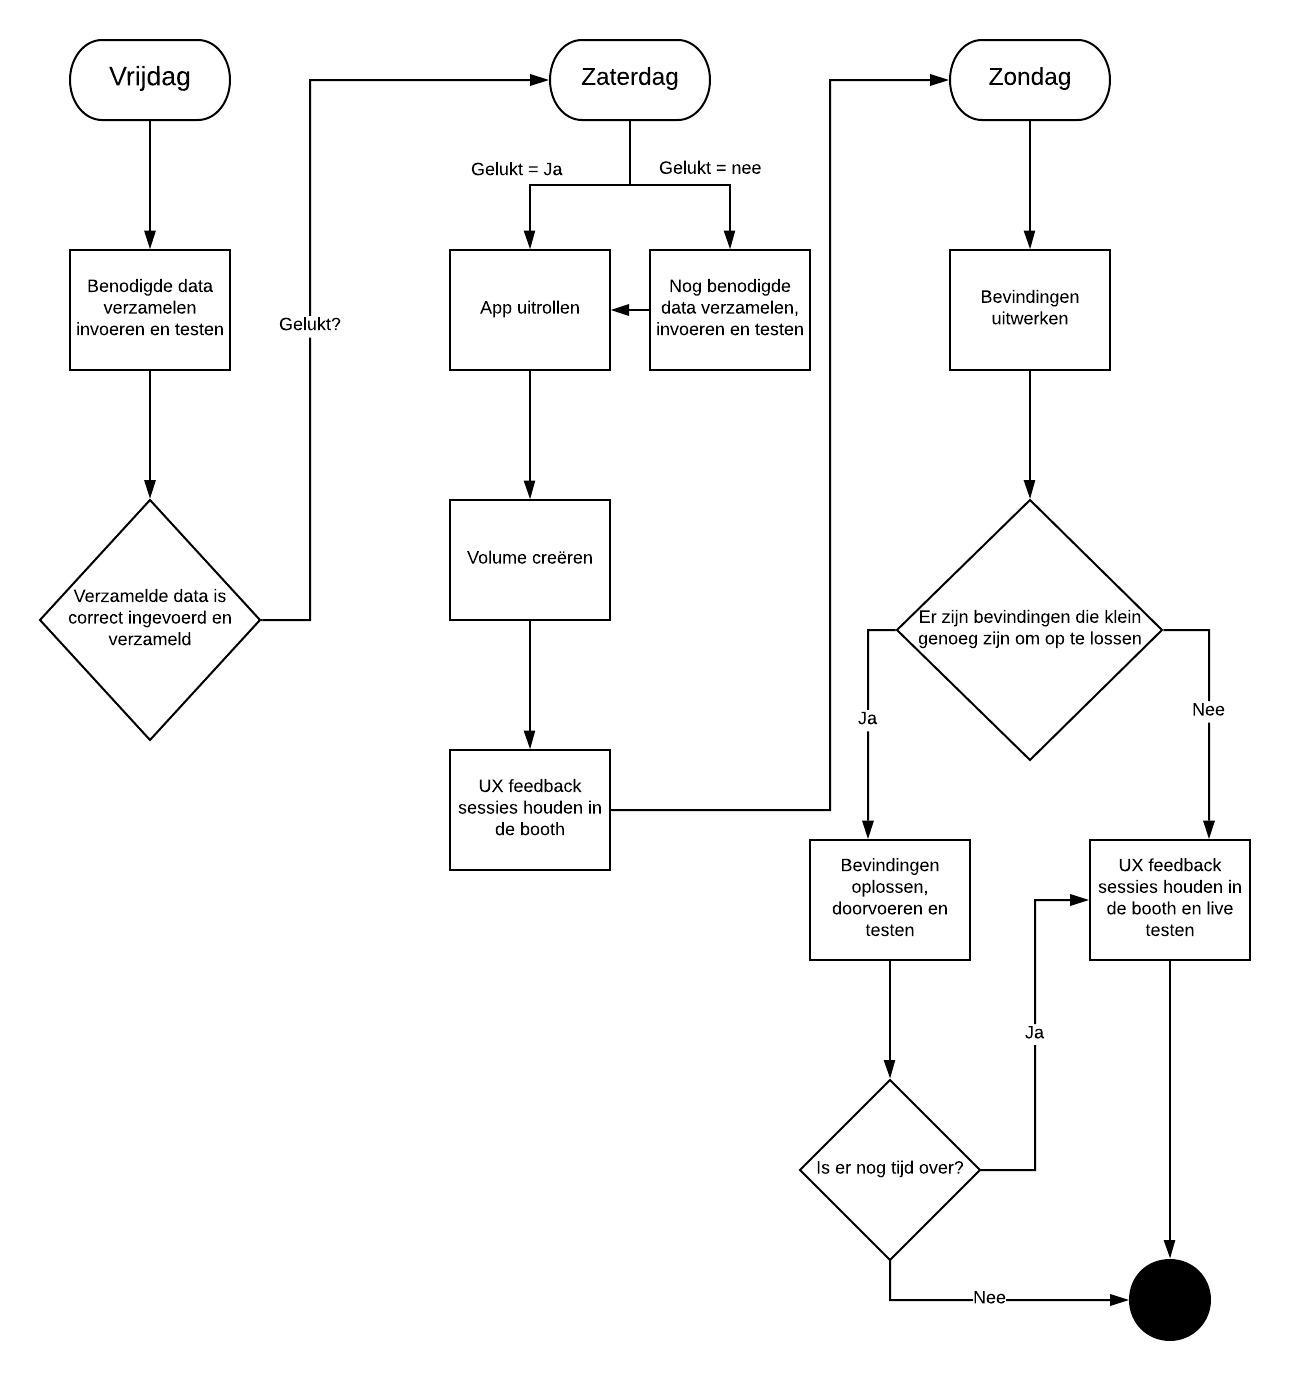 Vrijdag
Benodigde data
verzamelen
invoeren en testen
Verzamelde data is
correct ingevoerd en
verzameld
Gelukt?
Zaterdag
Gelukt = Ja
Gelukt = nee
App uitrollen
Nog benodigde
data verzamelen,
invoeren en testen
Volume creëren
UX feedback
sessies houden in
de booth
Zondag
Bevindingen
uitwerken
Er zijn bevindingen die klein
genoeg zijn om op te lossen
Ja
Nee
Bevindingen
oplossen,
doorvoeren en
testen
UX feedback
sessies houden in
de booth en live
testen
Ja
Is er nog tijd over?
Nee